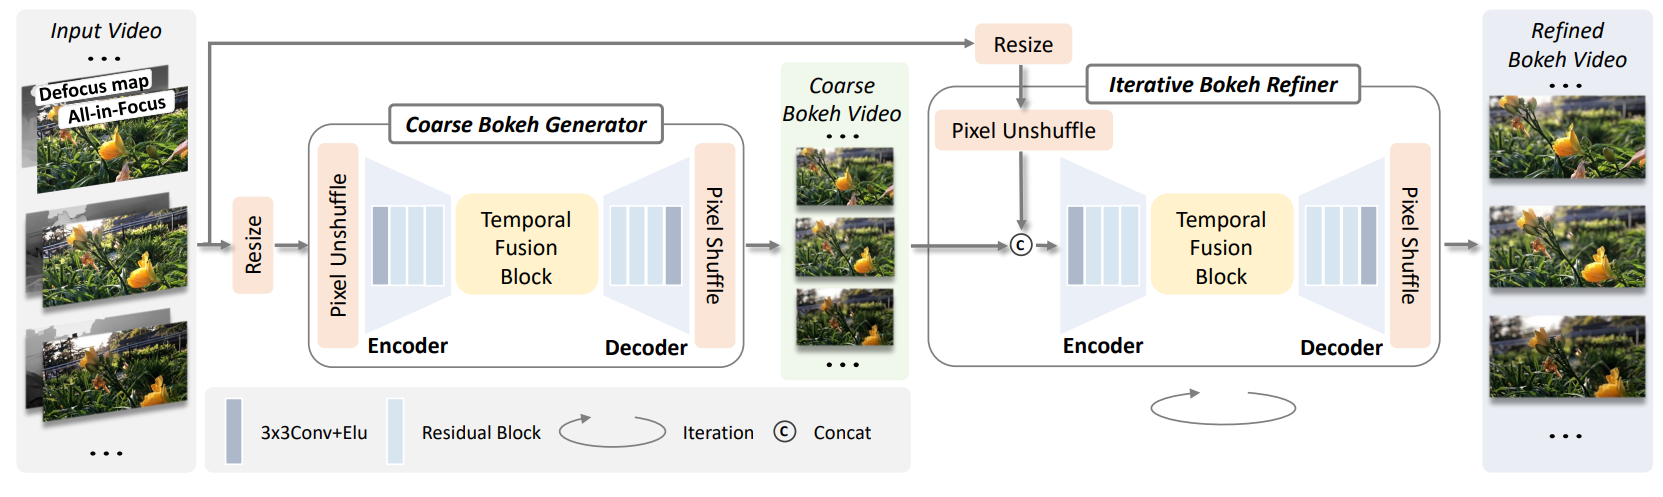 Input Video
...
Defocus map
All-in-Focus
...
Resize
Coarse Bokeh Generator
Pixel Unshuffle
Temporal
Fusion
Block
Pixel Shuffle
Encoder
Decoder
Coarse
Bokeh Video
...
...
Resize
Pixel Unshuffle
Iterative Bokeh Refiner
C
Temporal
Fusion
Block
Pixel Shuffle
Encoder
Decoder
Refined
Bokeh Video
...
...
3x3Conv+Elu
Residual Block
Iteration
C
Concat